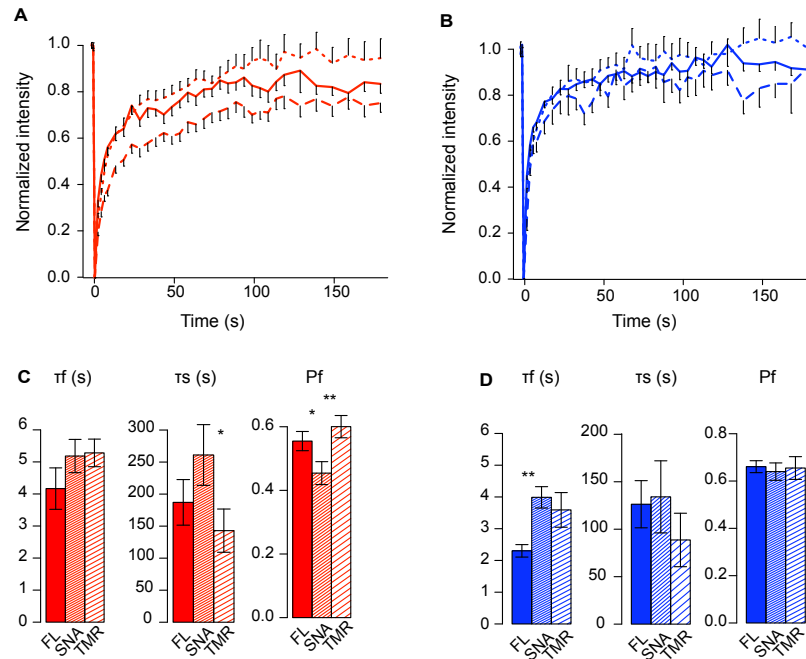 A
1.0
0.8
0.6
0.4
0.2
0.0
Normalized intensity
0
50
100
150
Time (s)
B
1.0
0.8
0.6
0.4
0.2
0.0
Normalized intensity
0
50
100
150
Time (s)
C
τf (s)
τs (s)
Pf
6
5
4
3
2
1
0
300
250
200
150
100
50
0
*
0.6
0.4
0.6
0.0
*
**
FL
SNA
TMR
FL
SNA
TMR
FL
SNA
TMR
D
τf (s)
τs (s)
Pf
6
5
4
3
2
1
0
**
200
150
100
50
0
0.8
0.6
0.4
0.6
0.0
FL
SNA
TMR
FL
SNA
TMR
FL
SNA
TMR